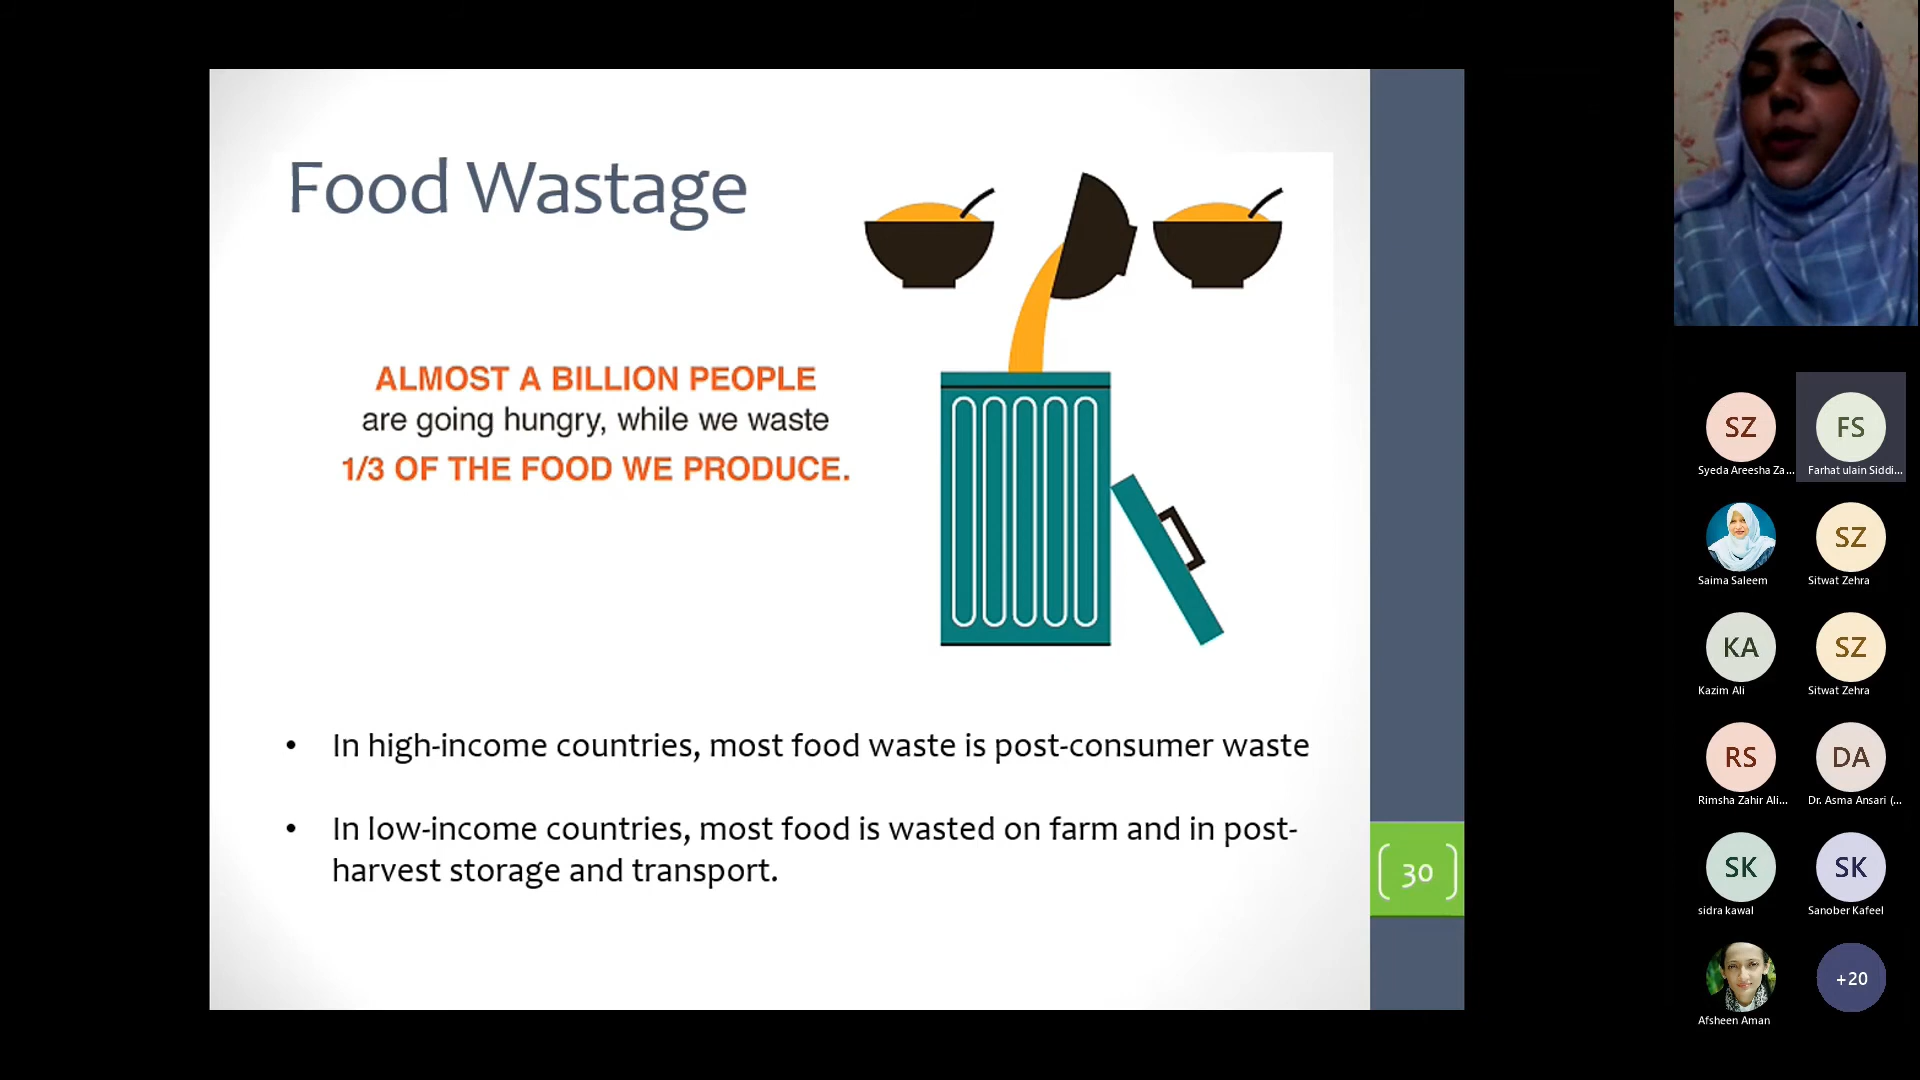 Food Wastage
ALMOST A BILLION PEOPLE
are going hungry, while we waste
1/3 OF THE FOOD WE PRODUCE.
• In high-income countries, most food waste is post-consumer waste
• In low-income countries, most food is wasted on farm and in post-
harvest storage and transport.
30
SZ
Syeda Areesha Za...
FS
Farhat ulain Siddi...
Saima Saleem
SZ
Sitwat Zehra
KA
Kazim Ali
SZ
Sitwat Zehra
RS
Rimsha Zahir Ali...
DA
Dr. Asma Ansari (...
SK
sidra kawal
SK
Sanober Kafeel
Afsheen Aman
+20